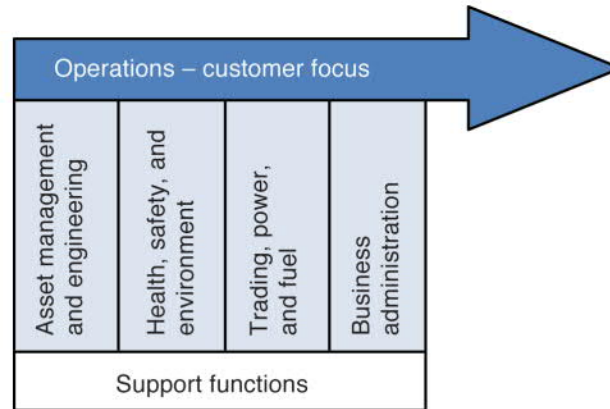 Operations – customer focus
Asset management
and engineering
Health, safety, and
environment
Trading, power,
and fuel
Business
administration
Support functions